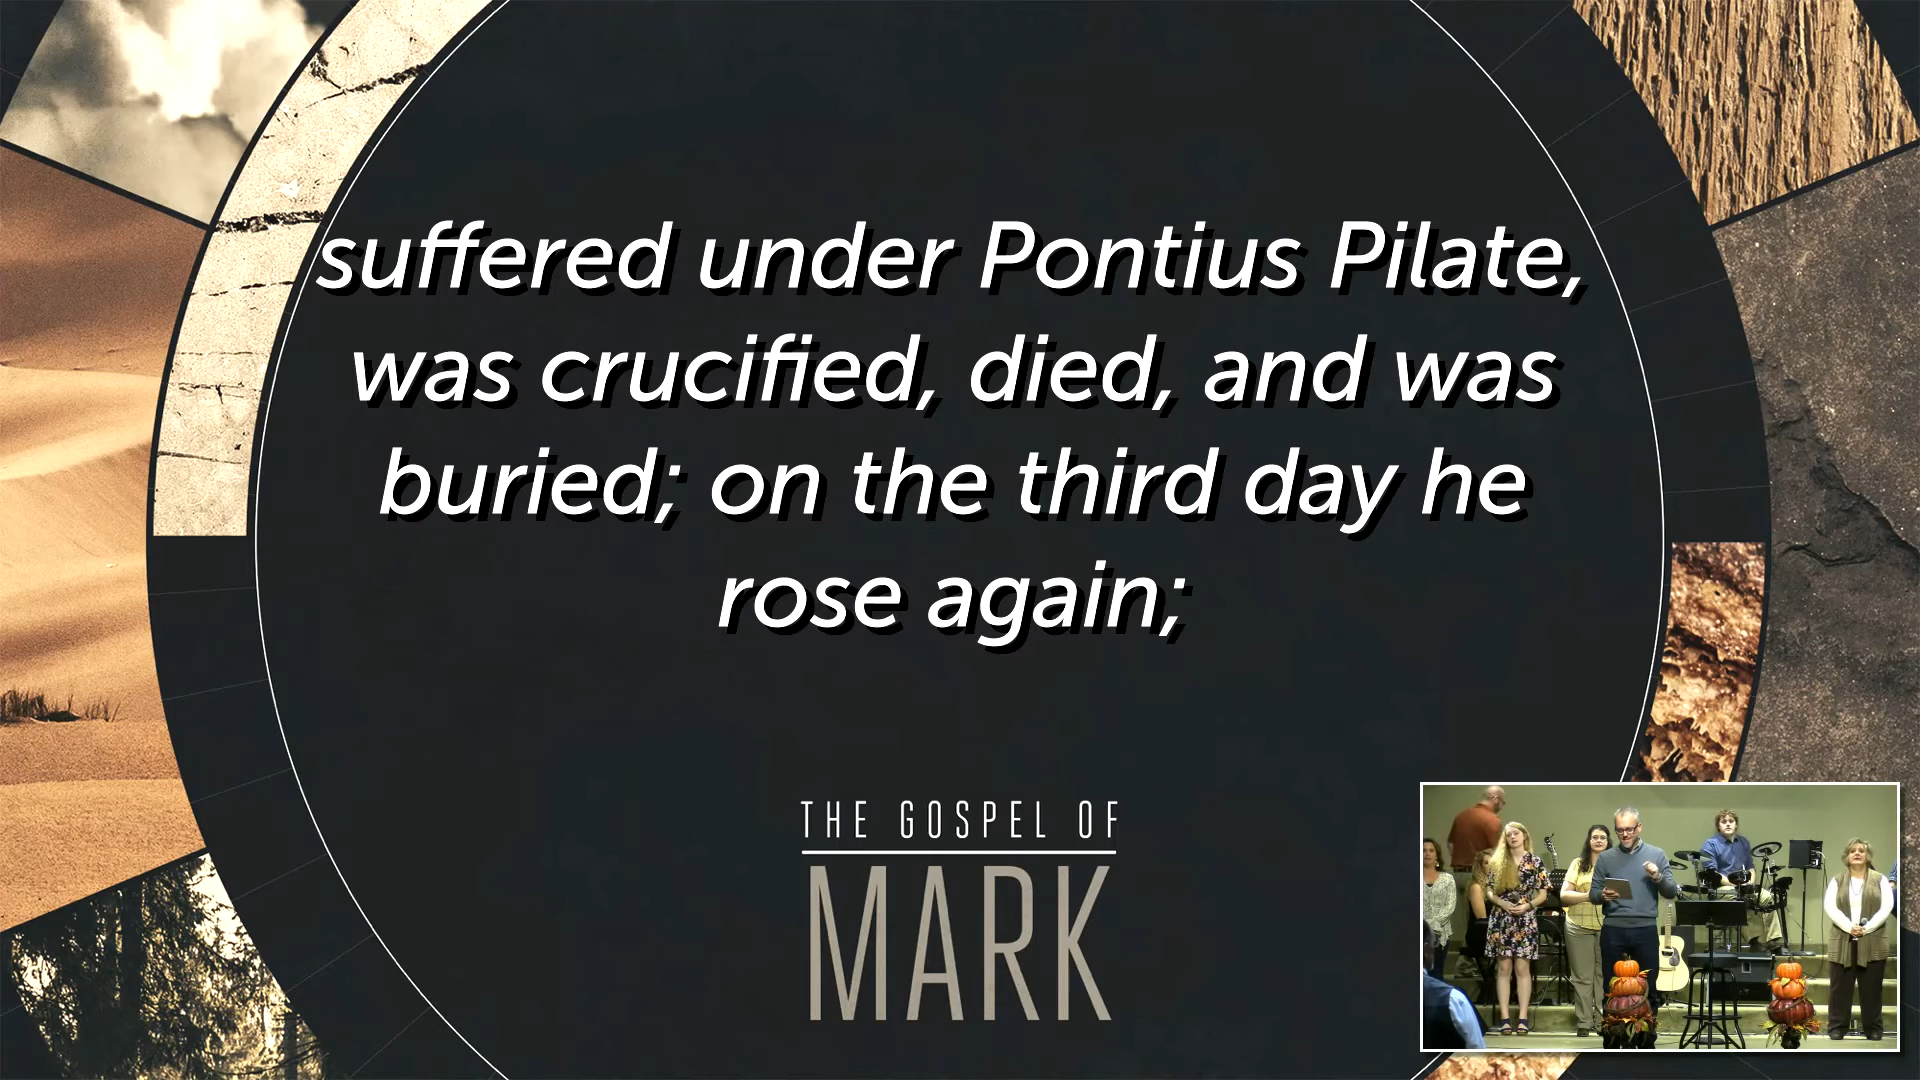 suffered under Pontius Pilate,
was crucified, died, and was
buried; on the third day he
rose again;
THE GOSPEL OF
MARK